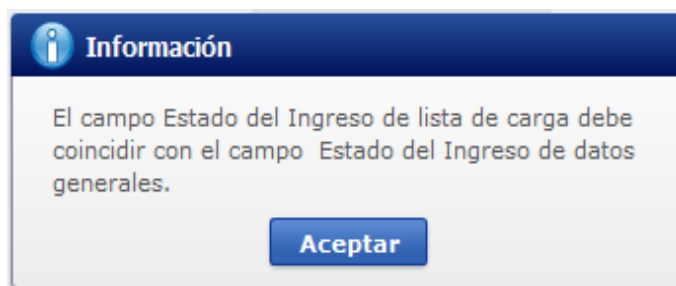 Información
El campo Estado del Ingreso de lista de carga debe
coincidir con el campo  Estado del Ingreso de datos
generales.
Aceptar